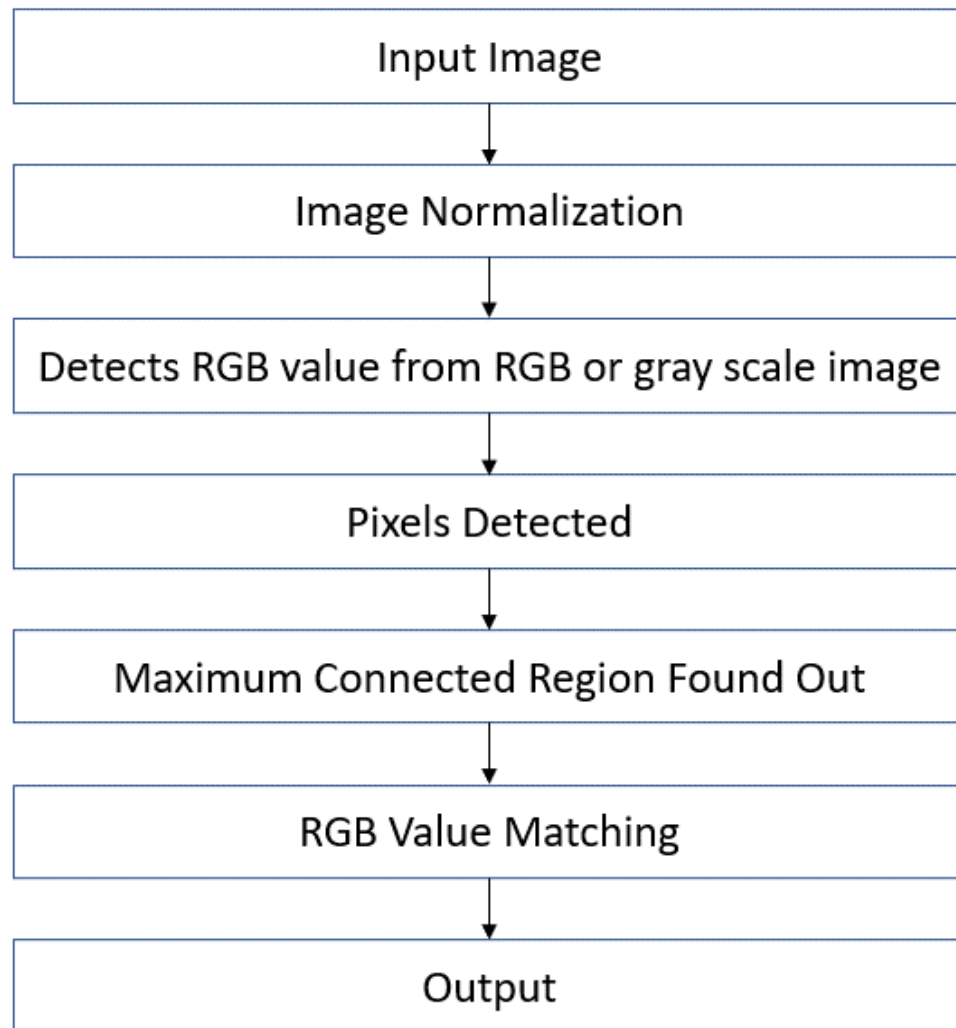 Input Image
Image Normalization
Detects RGB value from RGB or gray scale image
Pixels Detected
Maximum Connected Region Found Out
RGB Value Matching
Output